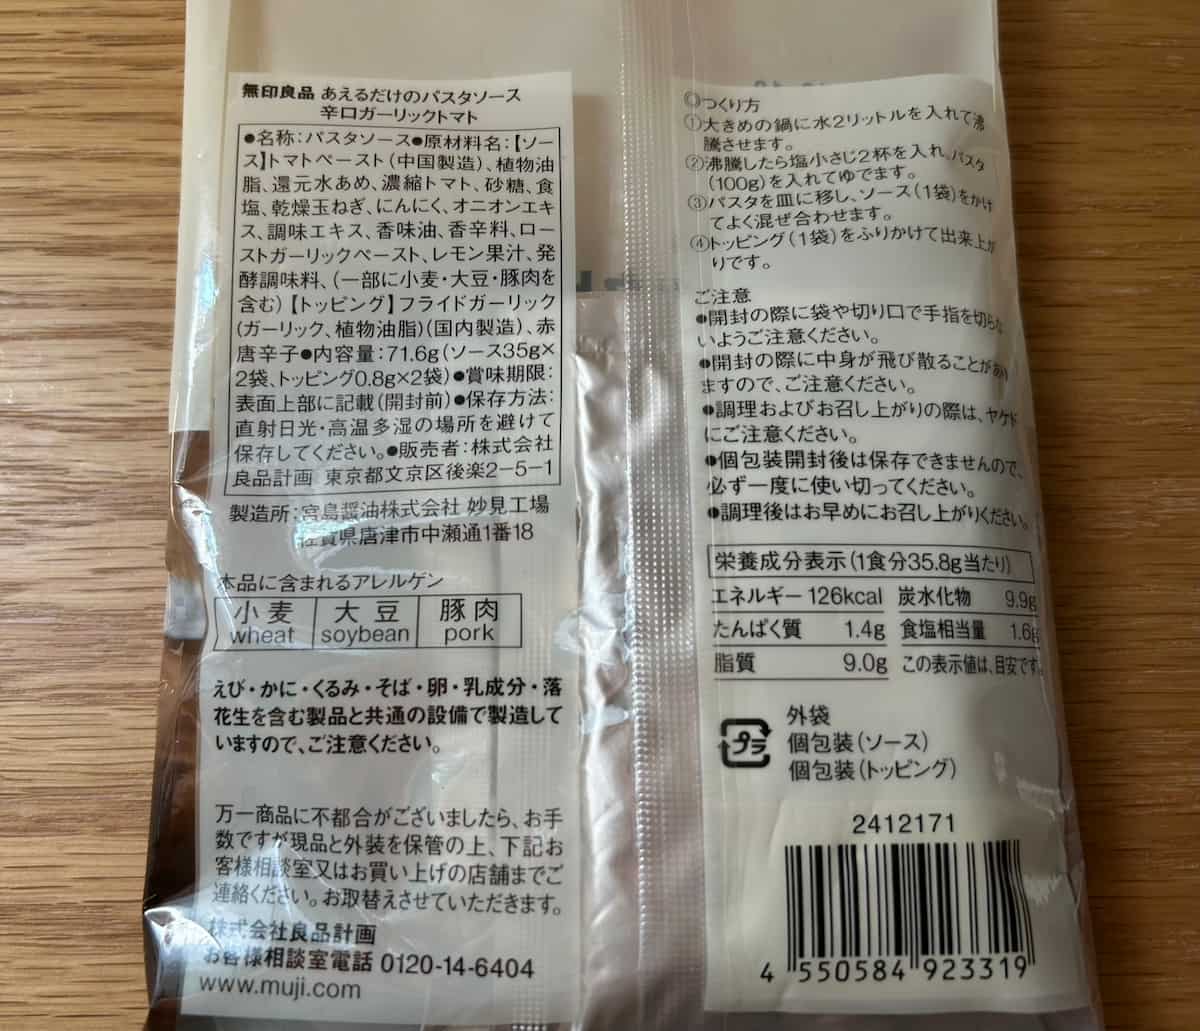 無印良品 あえるだけのパスタソース
辛口ガーリックトマト
●名称：パスタソース●原材料名：【ソー
ス】トマトペースト（中国製造）、植物油
脂、還元水あめ、濃縮トマト、砂糖、食
塩、乾燥玉ねぎ、にんにく、オニオンエキ
ス、調味エキス、香味油、香辛料、ロー
ストガーリックペースト、レモン果汁、発
酵調味料、（一部に小麦・大豆・豚肉を
含む）【トッピング】フライドガーリック
（ガーリック、植物油脂）（国内製造）、赤
唐辛子●内容量：71.6g（ソース35g×
2袋、トッピング0.8g×2袋）●賞味期限：
表面上部に記載（開封前）●保存方法：
直射日光・高温多湿の場所を避けて
保存してください。●販売者：株式会社
良品計画 東京都文京区後楽2−5−1
製造所：宮島醤油株式会社 妙見工場
佐賀県唐津市中瀬通1番18
本品に含まれるアレルゲン
小麦 大豆 豚肉
wheat soybean pork
えび・かに・くるみ・そば・卵・乳成分・落
花生を含む製品と共通の設備で製造して
いますので、ご注意ください。
万一商品に不都合がございましたら、お手
数ですが現品と外装を保管の上、下記お
客様相談室又はお買い上げの店舗までご
連絡ください。お取替えさせていただきます。
株式会社良品計画
お客様相談室電話 0120-14-6404
www.muji.com
◎つくり方
①大きめの鍋に水2リットルを入れて沸
騰させます。
②沸騰したら塩小さじ2杯を入れ、パスタ
（100g）を入れてゆでます。
③パスタを皿に移し、ソース（1袋）をかけ
てよく混ぜ合わせます。
④トッピング（1袋）をふりかけて出来上が
りです。
ご注意
●開封の際に袋や切り口で手指を切らな
いようご注意ください。
●開封の際に中身が飛び散ることがあり
ますので、ご注意ください。
●調理およびお召し上がりの際は、ヤケド
にご注意ください。
●個包装開封後は保存できませんので、
必ず一度に使い切ってください。
●調理後はお早めにお召し上がりください。
栄養成分表示（1食分35.8g当たり）
エネルギー 126kcal 炭水化物 9.9g
たんぱく質 1.4g 食塩相当量 1.6g
脂質 9.0g この表示値は、目安です。
プラ
外袋
個包装（ソース）
個包装（トッピング）
2412171
4 550584 923319